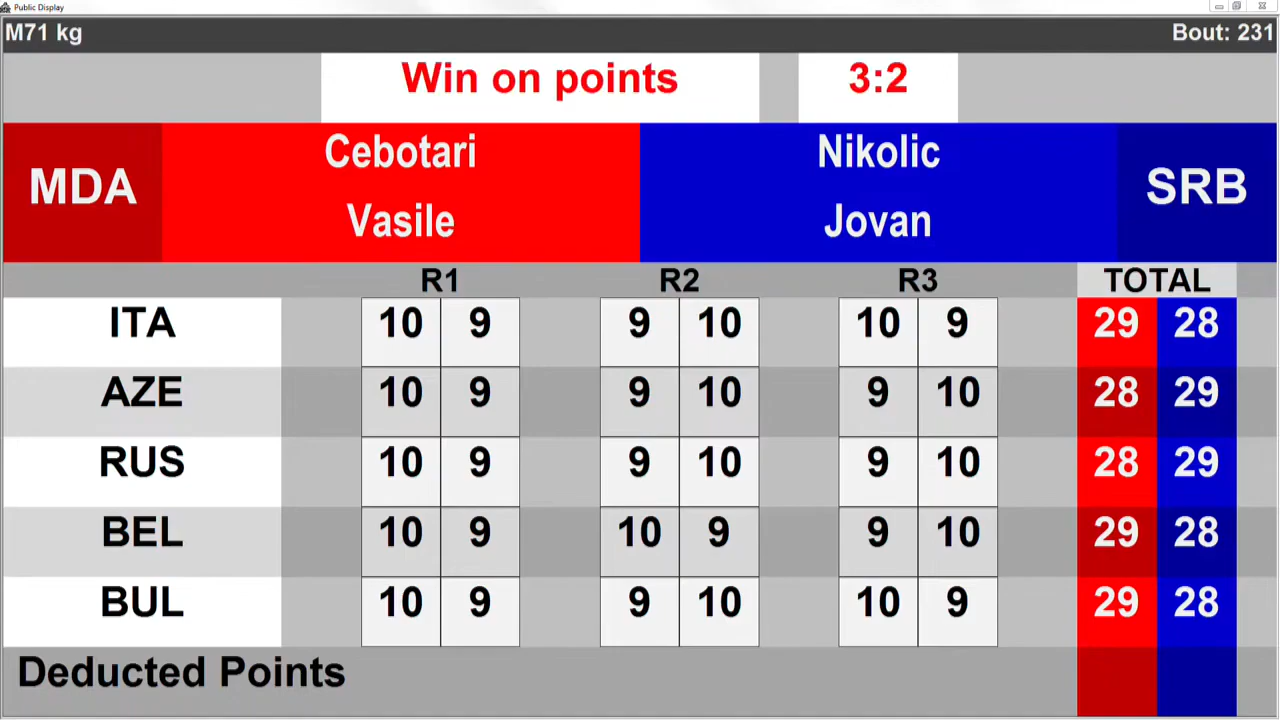 Public Display
M71 kg Bout: 231
Win on points 3:2
MDA Cebotari Vasile Nikolic Jovan SRB
R1 R2 R3 TOTAL
ITA 10 9 9 10 10 9 29 28
AZE 10 9 9 10 9 10 28 29
RUS 10 9 9 10 9 10 28 29
BEL 10 9 10 9 9 10 29 28
BUL 10 9 9 10 10 9 29 28
Deducted Points